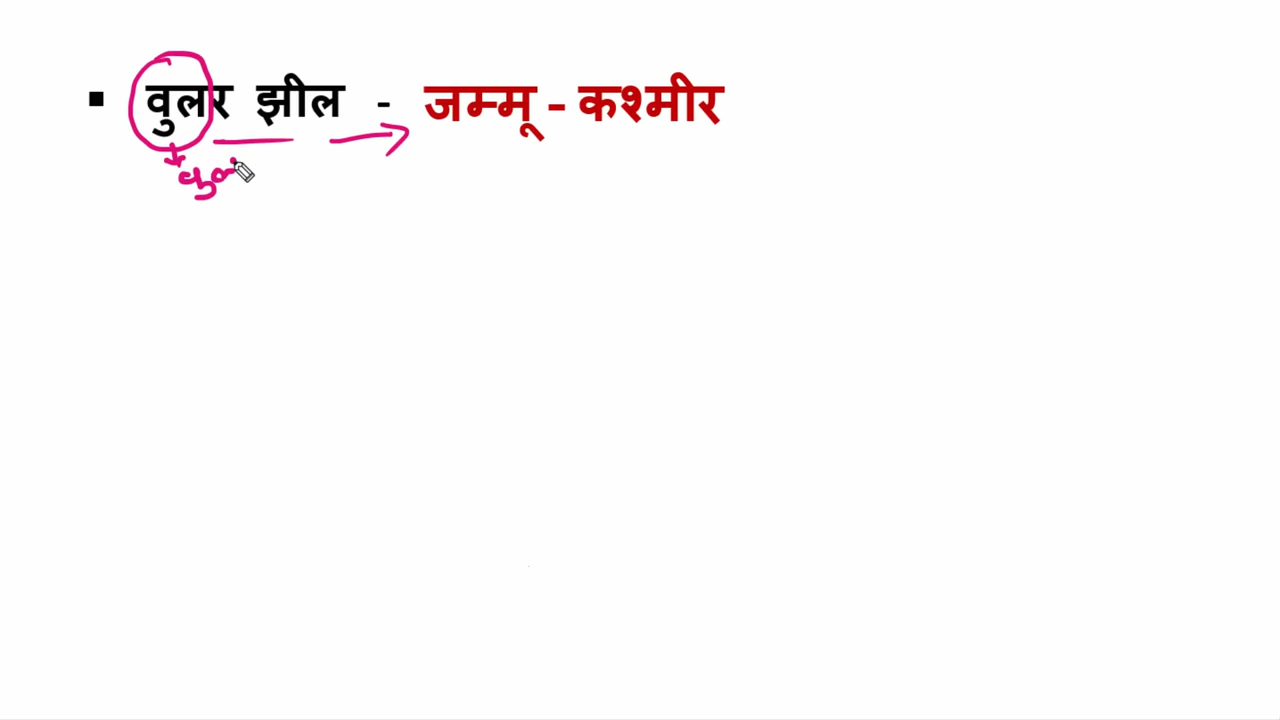 ▪ वुलर झील - जम्मू - कश्मीर